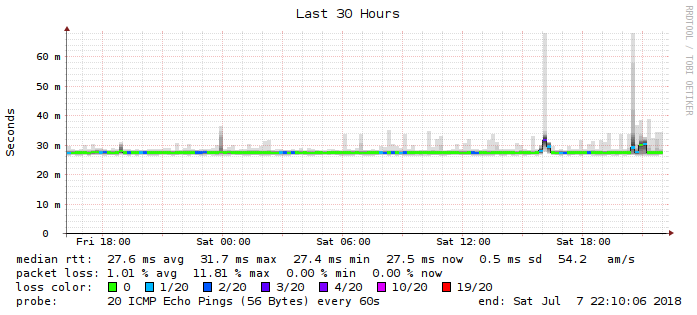 Last 30 Hours
RRDTOOL / TOBI OETIKER
Seconds
60 m
50 m
40 m
30 m
20 m
10 m
0
Fri 18:00 Sat 00:00 Sat 06:00 Sat 12:00 Sat 18:00
median rtt: 27.6 ms avg 31.7 ms max 27.4 ms min 27.5 ms now 0.5 ms sd 54.2 am/s
packet loss: 1.01 % avg 11.81 % max 0.00 % min 0.00 % now
loss color: 0 1/20 2/20 3/20 4/20 10/20 19/20
probe: 20 ICMP Echo Pings (56 Bytes) every 60s end: Sat Jul 7 22:10:06 2018